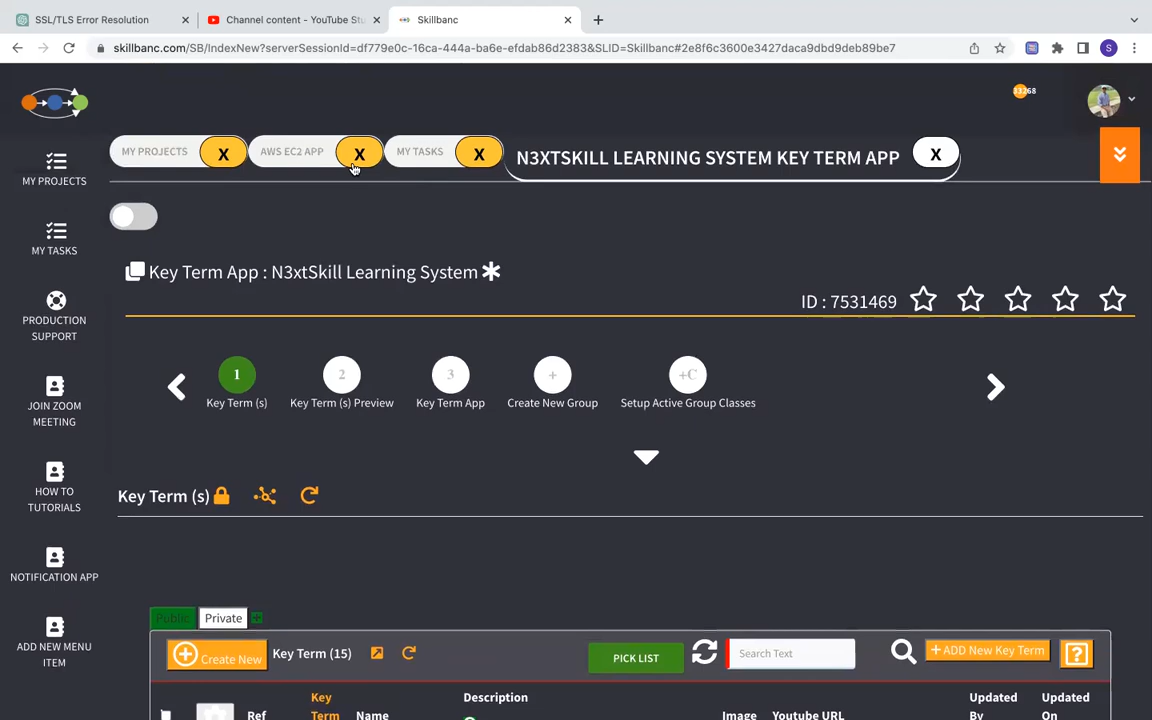 SSL/TLS Error Resolution
Channel content - YouTube Stu
Skillbanc
skillbanc.com/SB/IndexNew?serverSessionId=df779e0c-16ca-444a-ba6e-efdab86d2383&SLID=Skillbanc#2e8f6c3600e3427daca9dbd9deb89be7
S
33268
MY PROJECTS X AWS EC2 APP X MY TASKS X N3XTSKILL LEARNING SYSTEM KEY TERM APP X
MY PROJECTS
MY TASKS
PRODUCTION
SUPPORT
JOIN ZOOM
MEETING
HOW TO
TUTORIALS
NOTIFICATION APP
ADD NEW MENU
ITEM
Key Term App : N3xtSkill Learning System
ID : 7531469
1 2 3 + +C
Key Term (s) Key Term (s) Preview Key Term App Create New Group Setup Active Group Classes
Key Term (s)
Public Private
Create New Key Term (15) PICK LIST Search Text +ADD New Key Term
Key Description Updated Updated
Ref Term Name Image Youtube URL By On